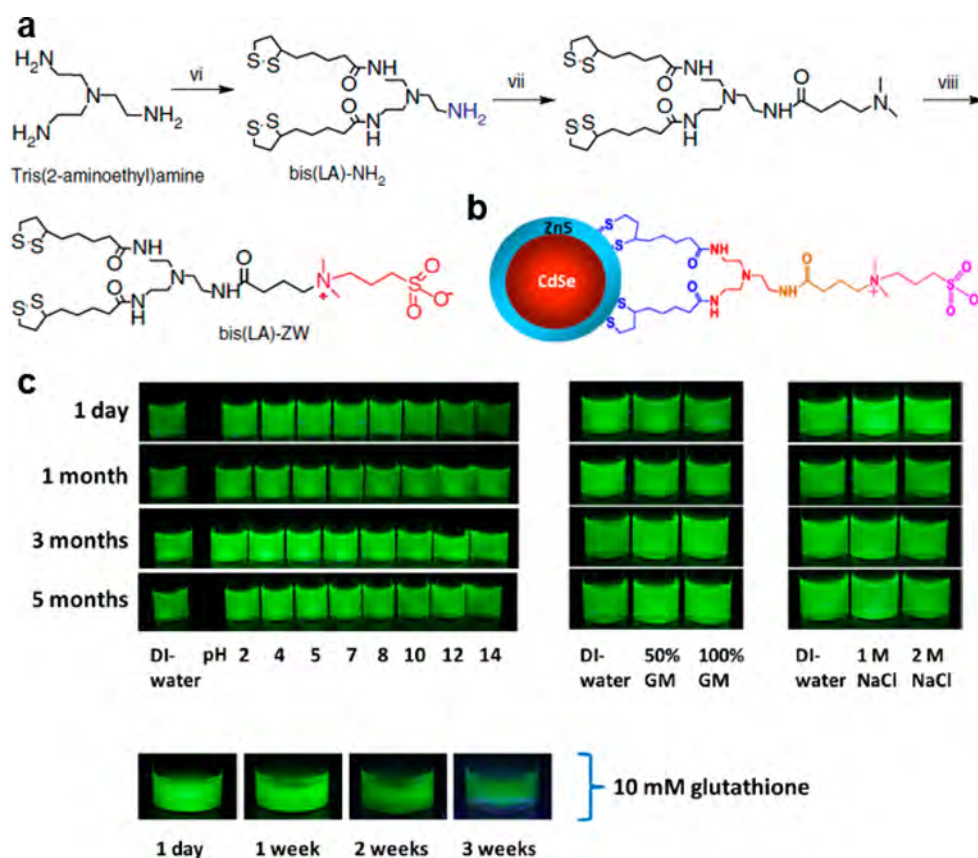 a
H2N
N
NH2
H2N
Tris(2-aminoethyl)amine
vi
S-S
O
NH
N
NH2
O
NH
S-S
bis(LA)-NH2
vii
S-S
O
NH
N
NH
O
N
O
NH
S-S
viii
S-S
O
NH
N
NH
O
N
+
S
O
O
O-
O
NH
S-S
bis(LA)-ZW
b
ZnS
CdSe
S
S
O
NH
N
NH
O
N
+
S
O
O
O
O
N
H
S
S
c
1 day
1 month
3 months
5 months
DI-water pH 2 4 5 7 8 10 12 14
DI-water 50% GM 100% GM
DI-water 1 M NaCl 2 M NaCl
10 mM glutathione
1 day 1 week 2 weeks 3 weeks